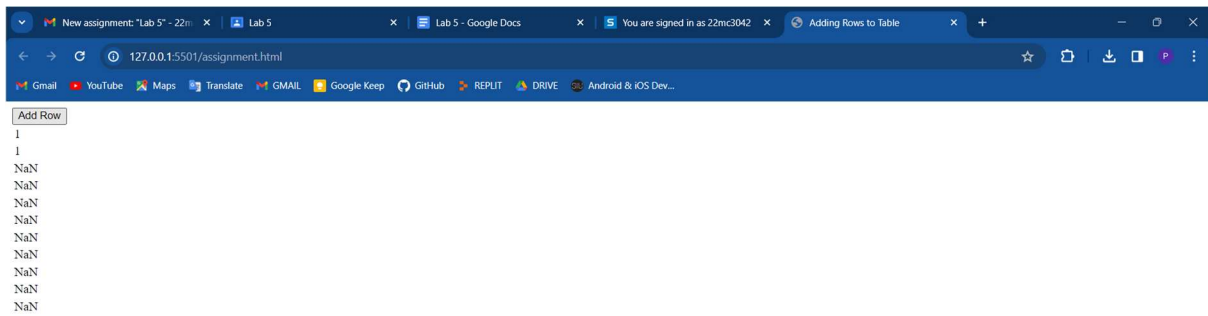 New assignment: "Lab 5" - 22m
Lab 5
Lab 5 - Google Docs
You are signed in as 22mc3042
Adding Rows to Table
127.0.0.1:5501/assignment.html
P
Gmail YouTube Maps Translate GMAIL Google Keep GitHub REPLIT DRIVE Android & iOS Dev...
Add Row
1
1
NaN
NaN
NaN
NaN
NaN
NaN
NaN
NaN
NaN